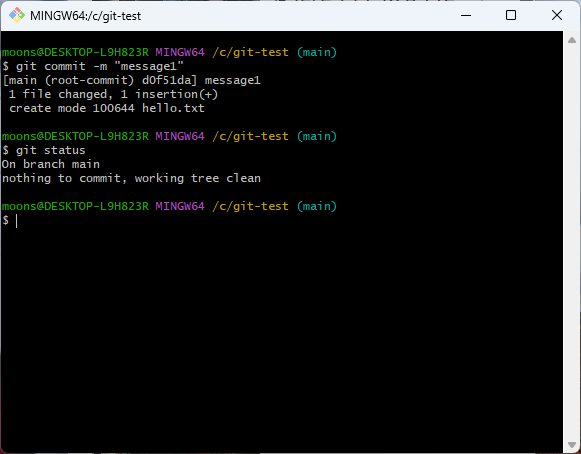 MINGW64:/c/git-test
moons@DESKTOP-L9H823R MINGW64 /c/git-test (main)
$ git commit -m "message1"
[main (root-commit) d0f51da] message1
 1 file changed, 1 insertion(+)
 create mode 100644 hello.txt
moons@DESKTOP-L9H823R MINGW64 /c/git-test (main)
$ git status
On branch main
nothing to commit, working tree clean
moons@DESKTOP-L9H823R MINGW64 /c/git-test (main)
$